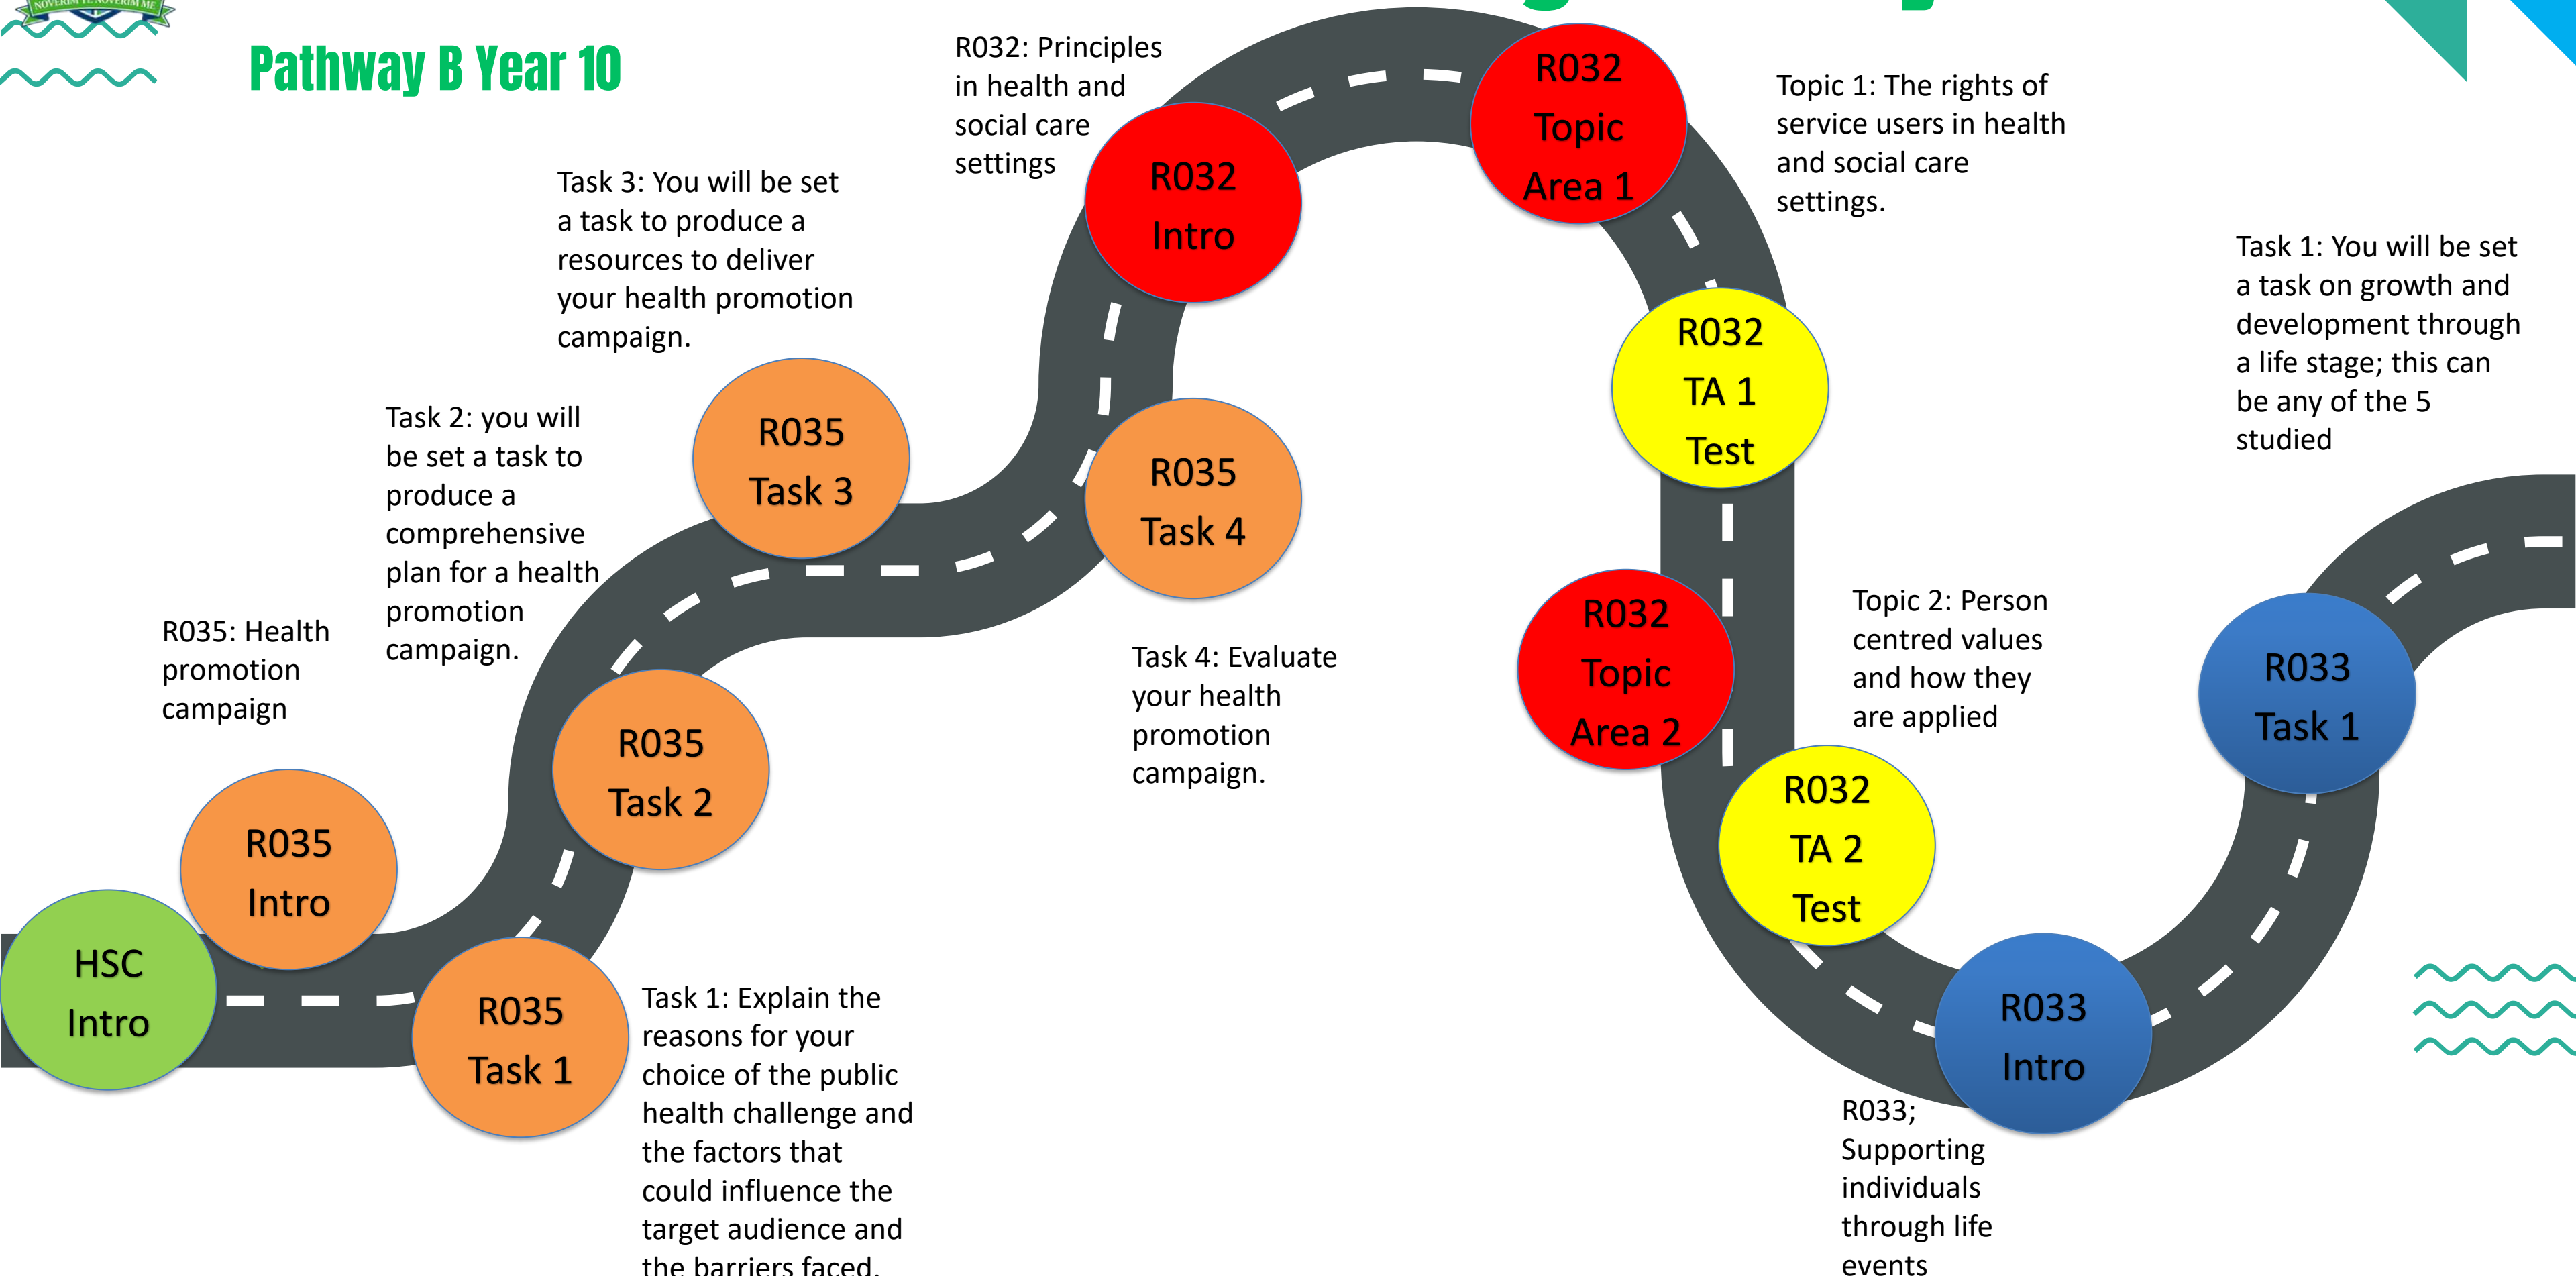 NOVERIM TE NOVERIM ME
Pathway B Year 10
HSC
Intro
R035: Health
promotion
campaign
R035
Intro
R035
Task 1
Task 1: Explain the
reasons for your
choice of the public
health challenge and
the factors that
could influence the
target audience and
the barriers faced.
Task 2: you will
be set a task to
produce a
comprehensive
plan for a health
promotion
campaign.
R035
Task 2
Task 3: You will be set
a task to produce a
resources to deliver
your health promotion
campaign.
R035
Task 3
R035
Task 4
Task 4: Evaluate
your health
promotion
campaign.
R032: Principles
in health and
social care
settings
R032
Intro
R032
Topic
Area 1
Topic 1: The rights of
service users in health
and social care
settings.
R032
TA 1
Test
R032
Topic
Area 2
Topic 2: Person
centred values
and how they
are applied
R032
TA 2
Test
R033
Intro
R033;
Supporting
individuals
through life
events
R033
Task 1
Task 1: You will be set
a task on growth and
development through
a life stage; this can
be any of the 5
studied